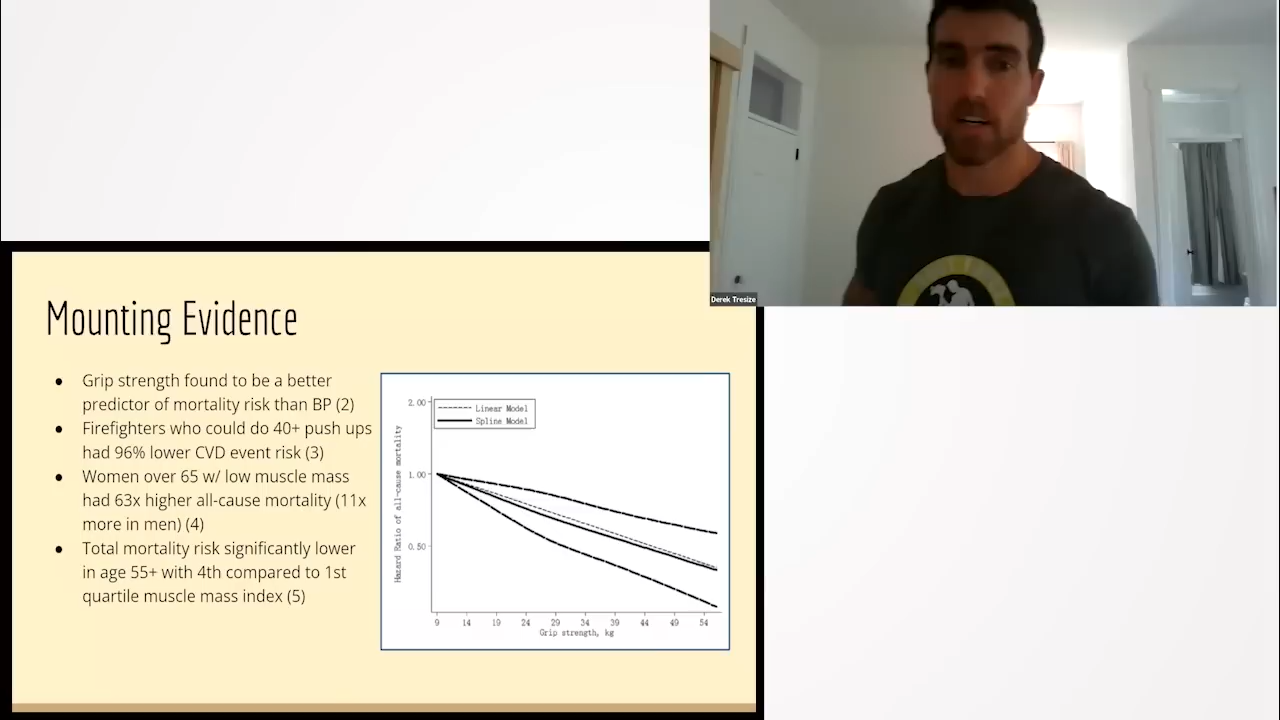 Derek Tresize
Mounting Evidence
● Grip strength found to be a better
predictor of mortality risk than BP (2)
● Firefighters who could do 40+ push ups
had 96% lower CVD event risk (3)
● Women over 65 w/ low muscle mass
had 63x higher all-cause mortality (11x
more in men) (4)
● Total mortality risk significantly lower
in age 55+ with 4th compared to 1st
quartile muscle mass index (5)
Linear Model
Spline Model
Hazard Ratio of all-cause mortality
2.00
1.00
0.50
9 14 19 24 29 34 39 44 49 54
Grip strength, kg